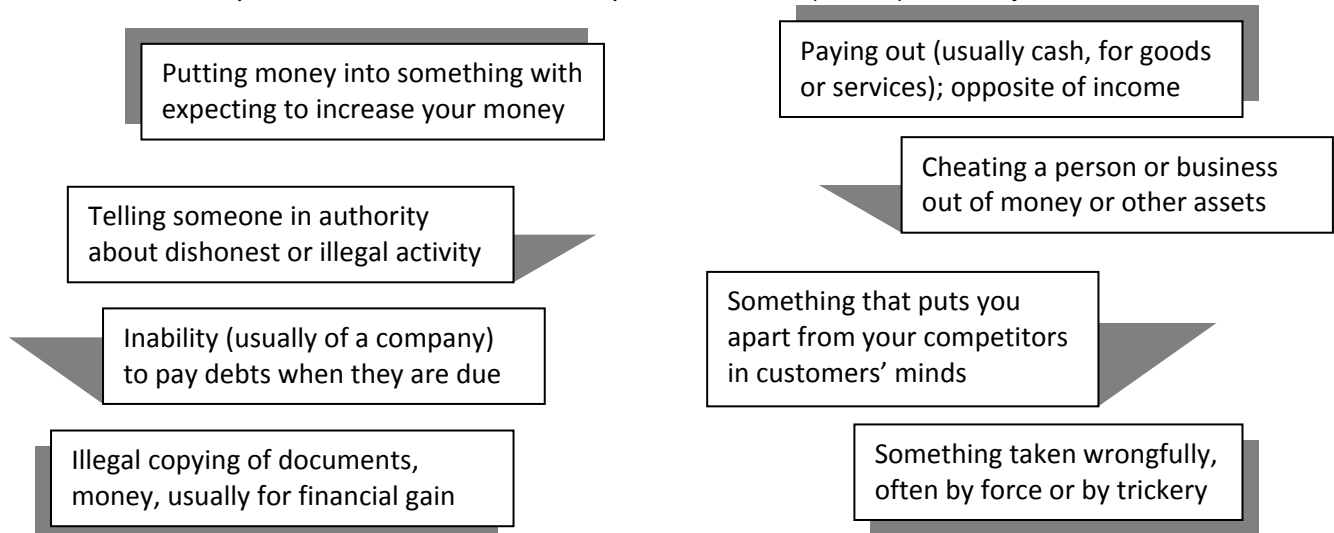 Putting money into something with
expecting to increase your money
Paying out (usually cash, for goods
or services); opposite of income
Cheating a person or business
out of money or other assets
Telling someone in authority
about dishonest or illegal activity
Something that puts you
apart from your competitors
in customers’ minds
Inability (usually of a company)
to pay debts when they are due
Illegal copying of documents,
money, usually for financial gain
Something taken wrongfully,
often by force or by trickery